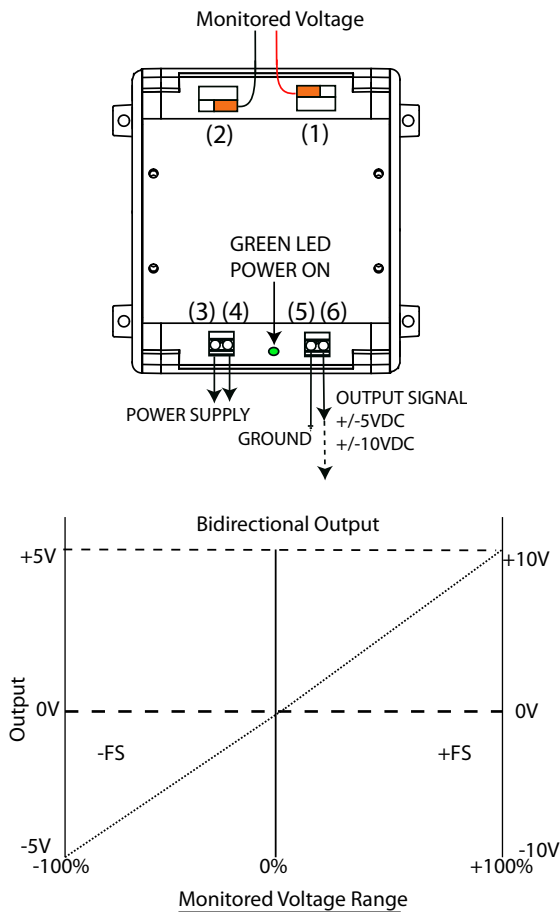 Monitored Voltage
(2)
(1)
GREEN LED
POWER ON
(3) (4)
(5) (6)
POWER SUPPLY
GROUND
OUTPUT SIGNAL
+/-5VDC
+/-10VDC
Bidirectional Output
+5V
+10V
Output
0V
0V
-FS
+FS
-5V
-10V
-100%
0%
+100%
Monitored Voltage Range